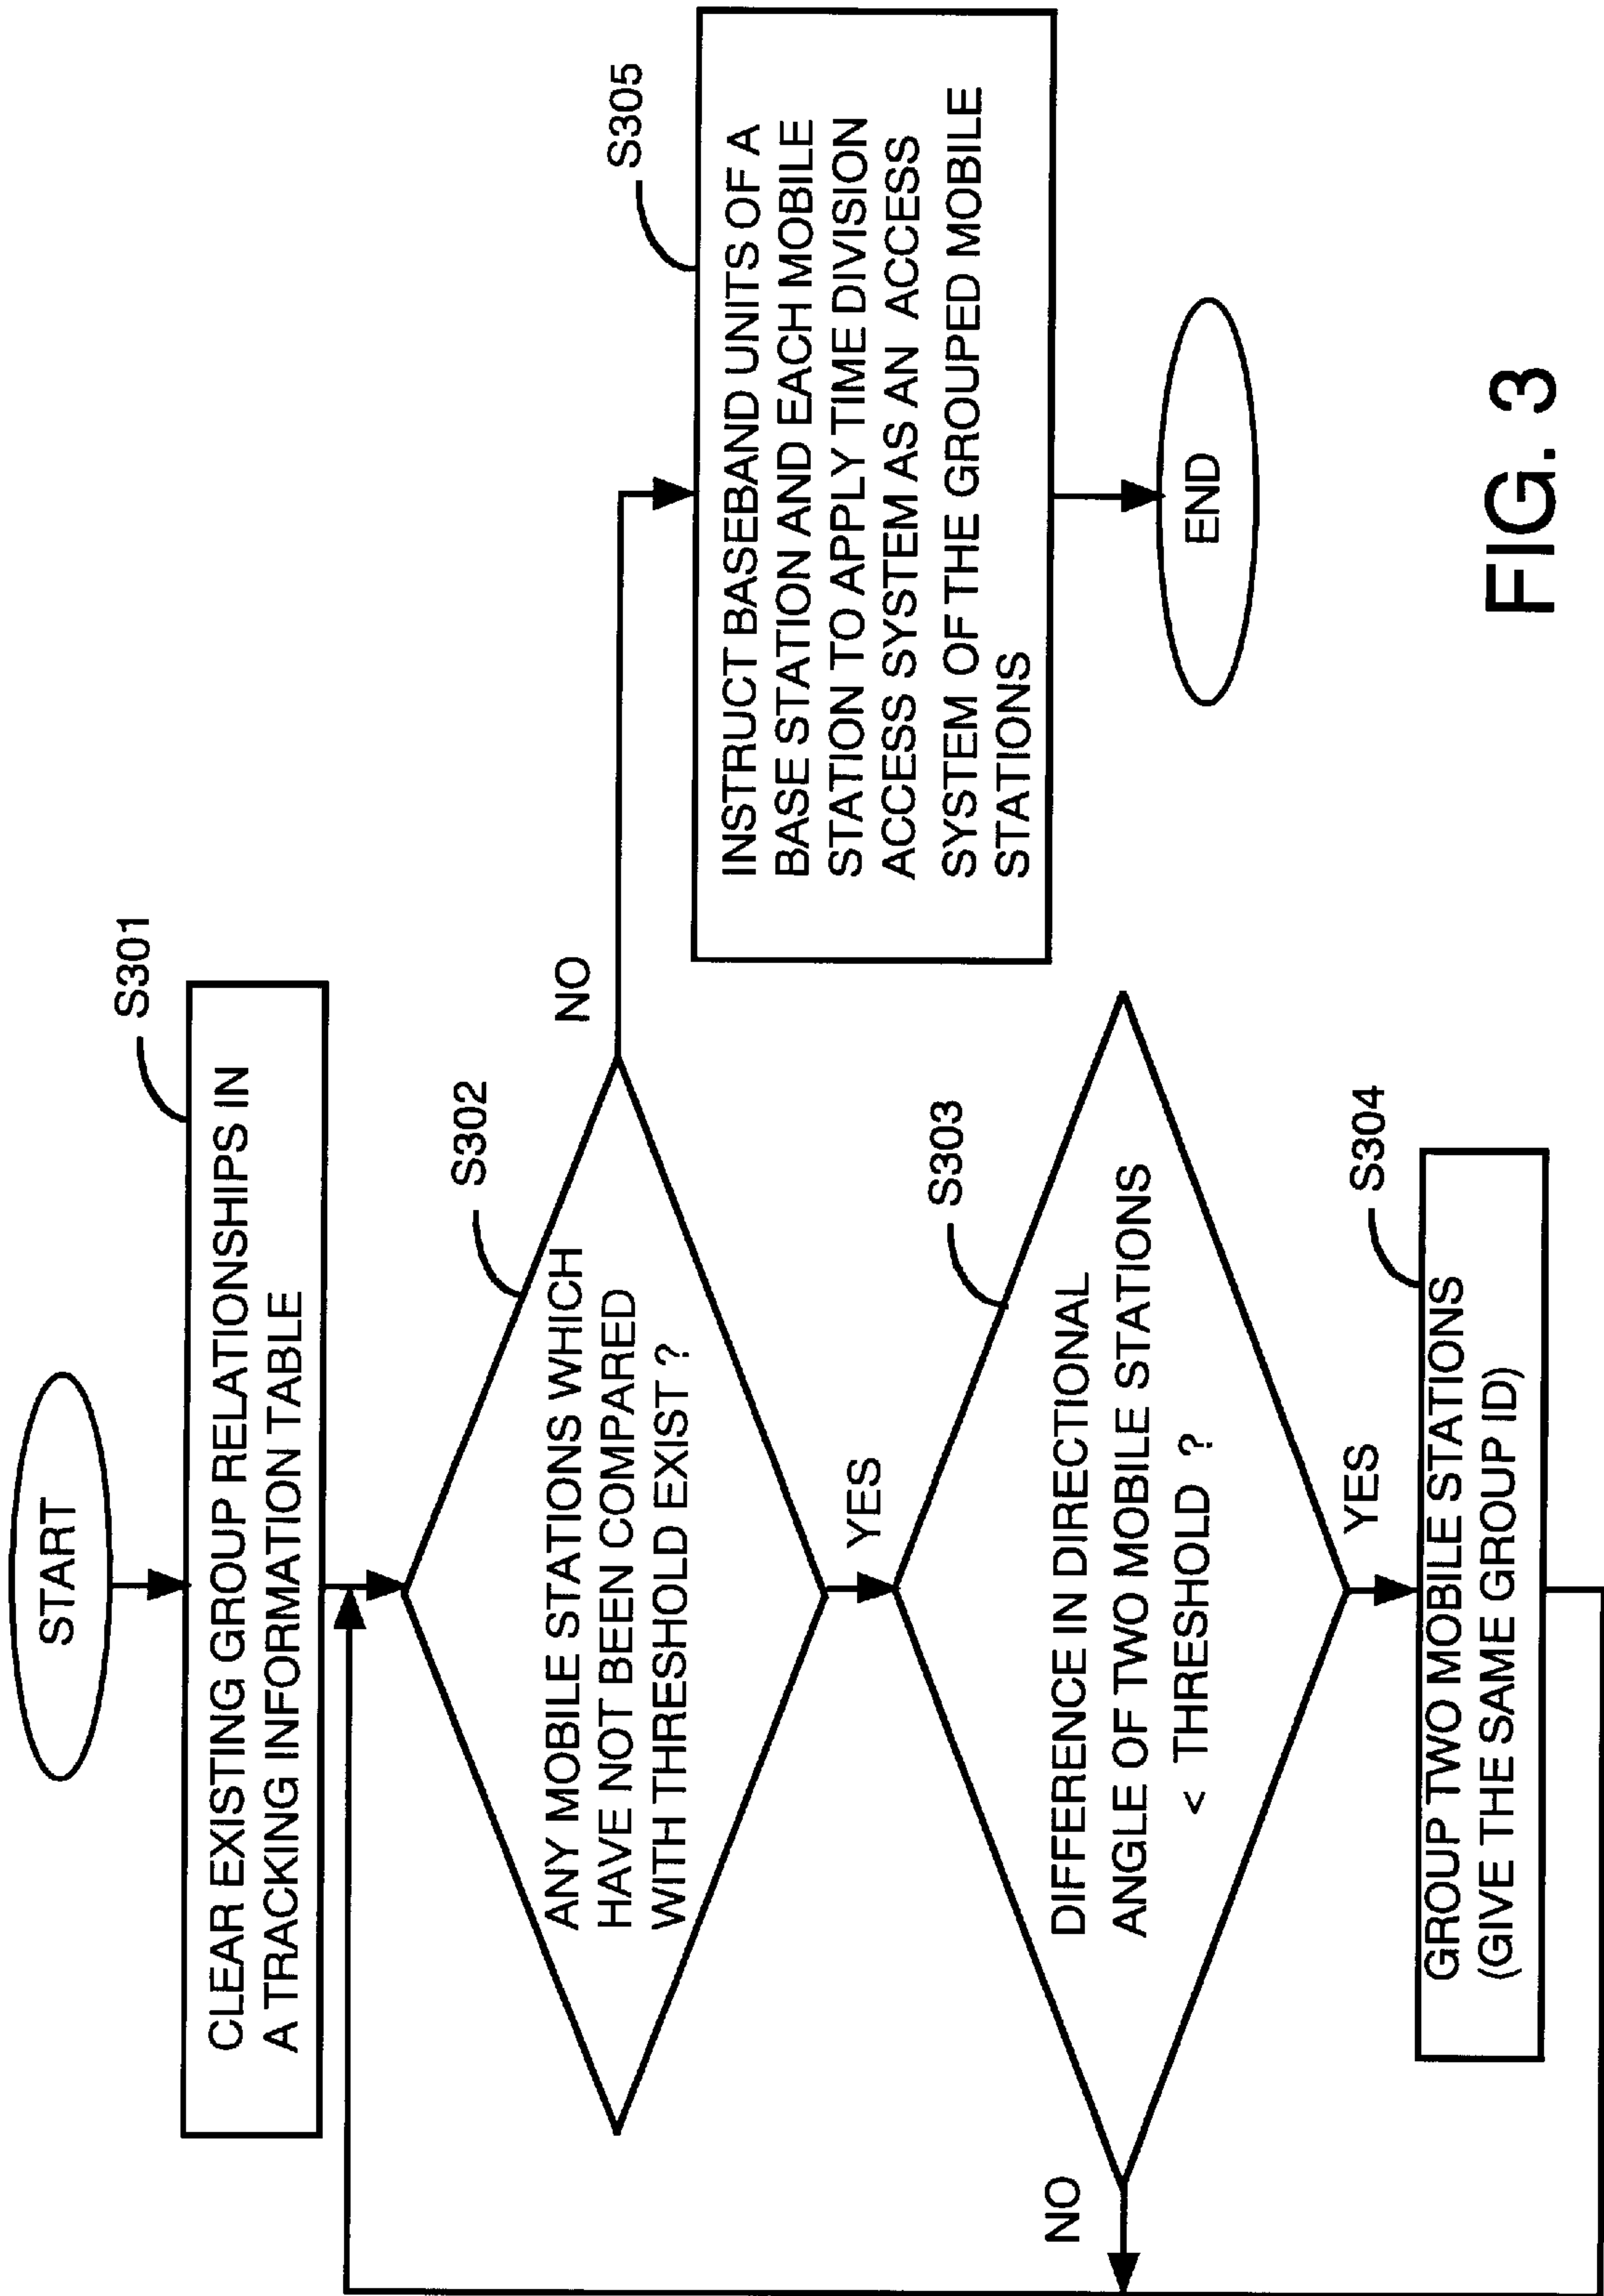 START
S301
CLEAR EXISTING GROUP RELATIONSHIPS IN
A TRACKING INFORMATION TABLE
S302
ANY MOBILE STATIONS WHICH
HAVE NOT BEEN COMPARED
WITH THRESHOLD EXIST ?
NO
YES
S303
DIFFERENCE IN DIRECTIONAL
ANGLE OF TWO MOBILE STATIONS
< THRESHOLD ?
NO
YES
S304
GROUP TWO MOBILE STATIONS
(GIVE THE SAME GROUP ID)
S305
INSTRUCT BASEBAND UNITS OF A
BASE STATION AND EACH MOBILE
STATION TO APPLY TIME DIVISION
ACCESS SYSTEM AS AN ACCESS
SYSTEM OF THE GROUPED MOBILE
STATIONS
END
FIG. 3